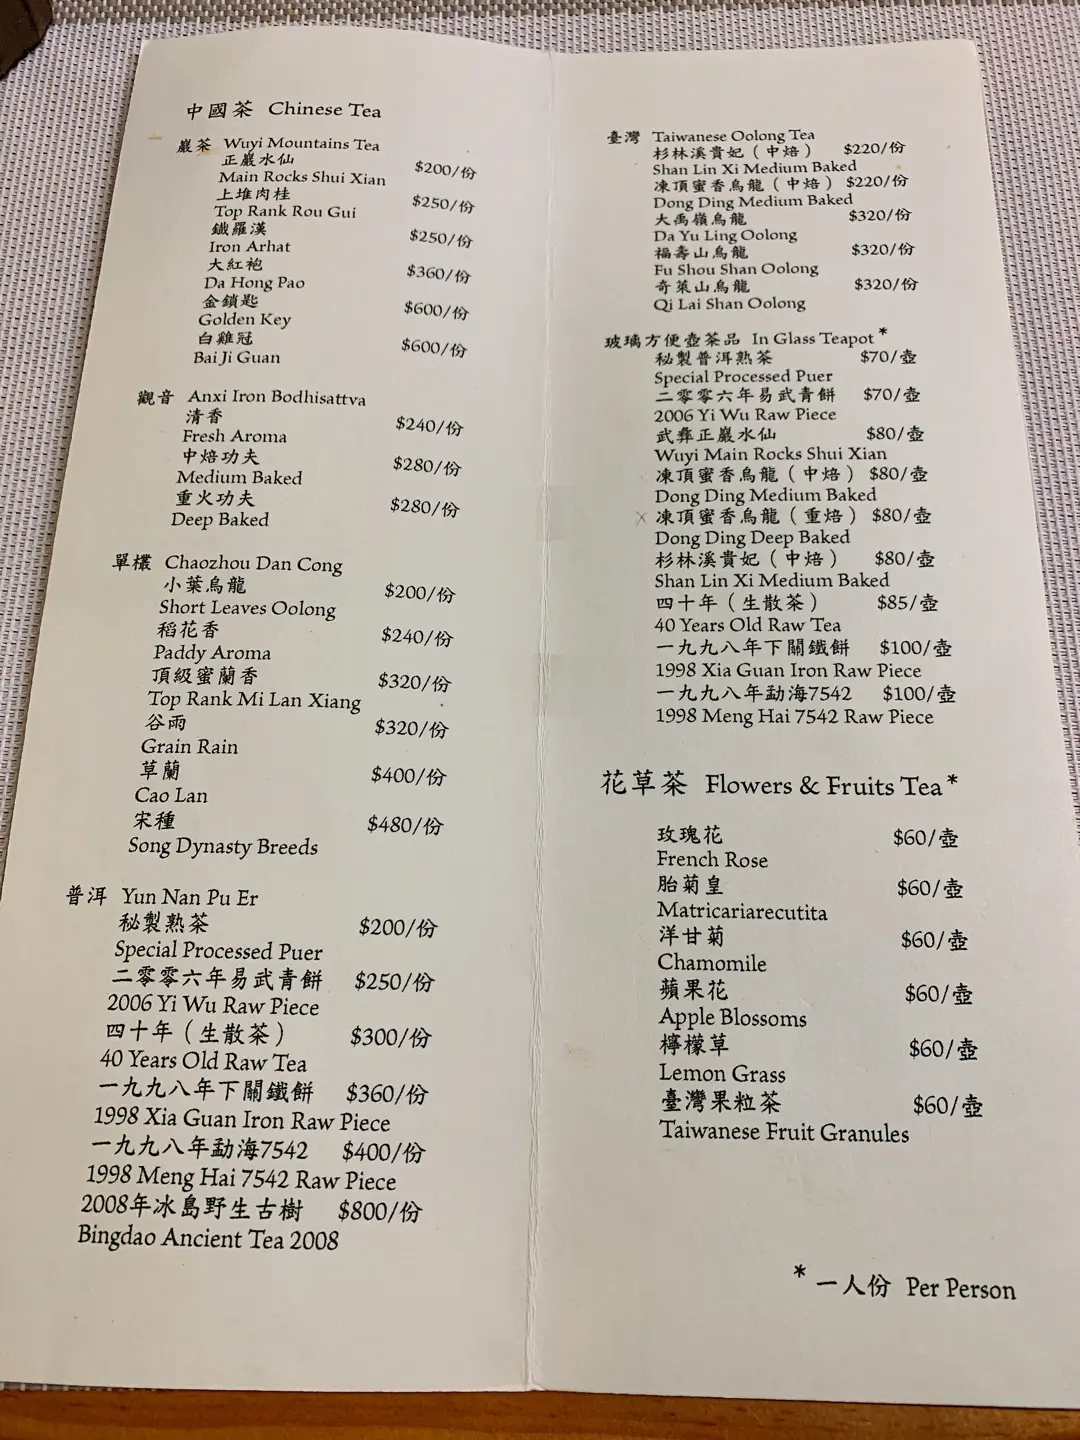 中國茶 Chinese Tea
巖茶 Wuyi Mountains Tea
正巖水仙 $200/份
Main Rocks Shui Xian
上堆肉桂 $250/份
Top Rank Rou Gui
鐵羅漢 $250/份
Iron Arhat
大紅袍 $360/份
Da Hong Pao
金鎖匙 $600/份
Golden Key
白雞冠 $600/份
Bai Ji Guan
觀音 Anxi Iron Bodhisattva
清香 $240/份
Fresh Aroma
中焙功夫 $280/份
Medium Baked
重火功夫 $280/份
Deep Baked
單欉 Chaozhou Dan Cong
小葉烏龍 $200/份
Short Leaves Oolong
稻花香 $240/份
Paddy Aroma
頂級蜜蘭香 $320/份
Top Rank Mi Lan Xiang
谷雨 $320/份
Grain Rain
草蘭 $400/份
Cao Lan
宋種 $480/份
Song Dynasty Breeds
普洱 Yun Nan Pu Er
秘製熟茶 $200/份
Special Processed Puer
二零零六年易武青餅 $250/份
2006 Yi Wu Raw Piece
四十年（生散茶） $300/份
40 Years Old Raw Tea
一九九八年下關鐵餅 $360/份
1998 Xia Guan Iron Raw Piece
一九九八年勐海7542 $400/份
1998 Meng Hai 7542 Raw Piece
2008年冰島野生古樹 $800/份
Bingdao Ancient Tea 2008
臺灣 Taiwanese Oolong Tea
杉林溪貴妃（中焙） $220/份
Shan Lin Xi Medium Baked
凍頂蜜香烏龍（中焙） $220/份
Dong Ding Medium Baked
大禹嶺烏龍 $320/份
Da Yu Ling Oolong
福壽山烏龍 $320/份
Fu Shou Shan Oolong
奇萊山烏龍 $320/份
Qi Lai Shan Oolong
玻璃方便壺茶品 In Glass Teapot*
秘製普洱熟茶 $70/壺
Special Processed Puer
二零零六年易武青餅 $70/壺
2006 Yi Wu Raw Piece
武彝正巖水仙 $80/壺
Wuyi Main Rocks Shui Xian
凍頂蜜香烏龍（中焙） $80/壺
Dong Ding Medium Baked
x 凍頂蜜香烏龍（重焙） $80/壺
Dong Ding Deep Baked
杉林溪貴妃（中焙） $80/壺
Shan Lin Xi Medium Baked
四十年（生散茶） $85/壺
40 Years Old Raw Tea
一九九八年下關鐵餅 $100/壺
1998 Xia Guan Iron Raw Piece
一九九八年勐海7542 $100/壺
1998 Meng Hai 7542 Raw Piece
花草茶 Flowers & Fruits Tea*
玫瑰花 $60/壺
French Rose
胎菊皇 $60/壺
Matricariarecutita
洋甘菊 $60/壺
Chamomile
蘋果花 $60/壺
Apple Blossoms
檸檬草 $60/壺
Lemon Grass
臺灣果粒茶 $60/壺
Taiwanese Fruit Granules
* 一人份 Per Person